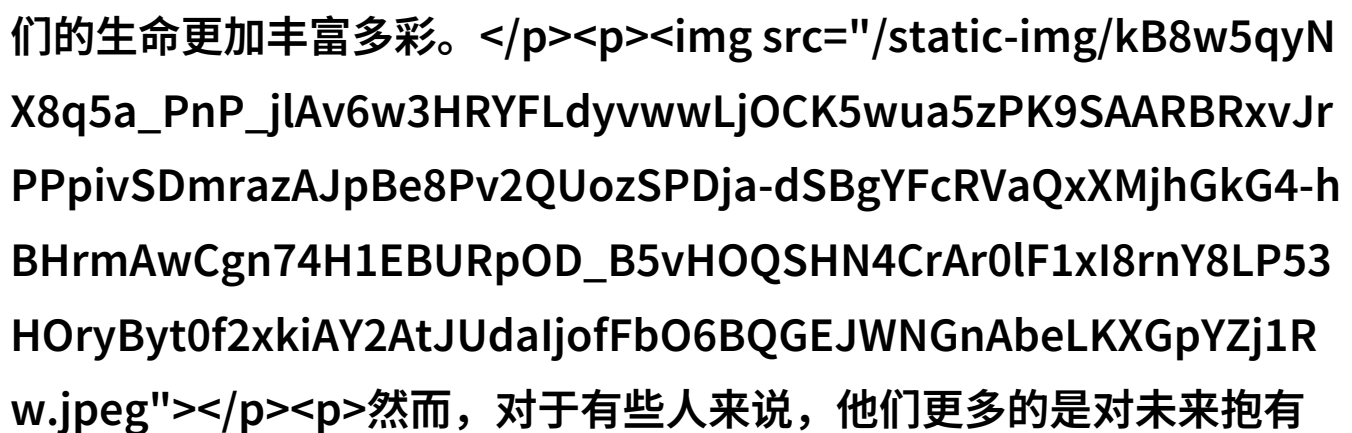 们的生命更加丰富多彩。</p><p><img src="/static-img/kB8w5qyN
X8q5a_PnP_jlAv6w3HRYFLdyvwwLjOCK5wua5zPK9SAARBRxvJr
PPpivSDmrazAJpBe8Pv2QUozSPDja-dSBgYFcRVaQxXMjhGkG4-h
BHrmAwCgn74H1EBURpOD_B5vHOQSHN4CrAr0lF1xI8rnY8LP53
HOryByt0f2xkiAY2AtJUdaIjofFbO6BQGEJWNGnAbeLKXGpYZj1R
w.jpeg"></p><p>然而，对于有些人来说，他们更多的是对未来抱有